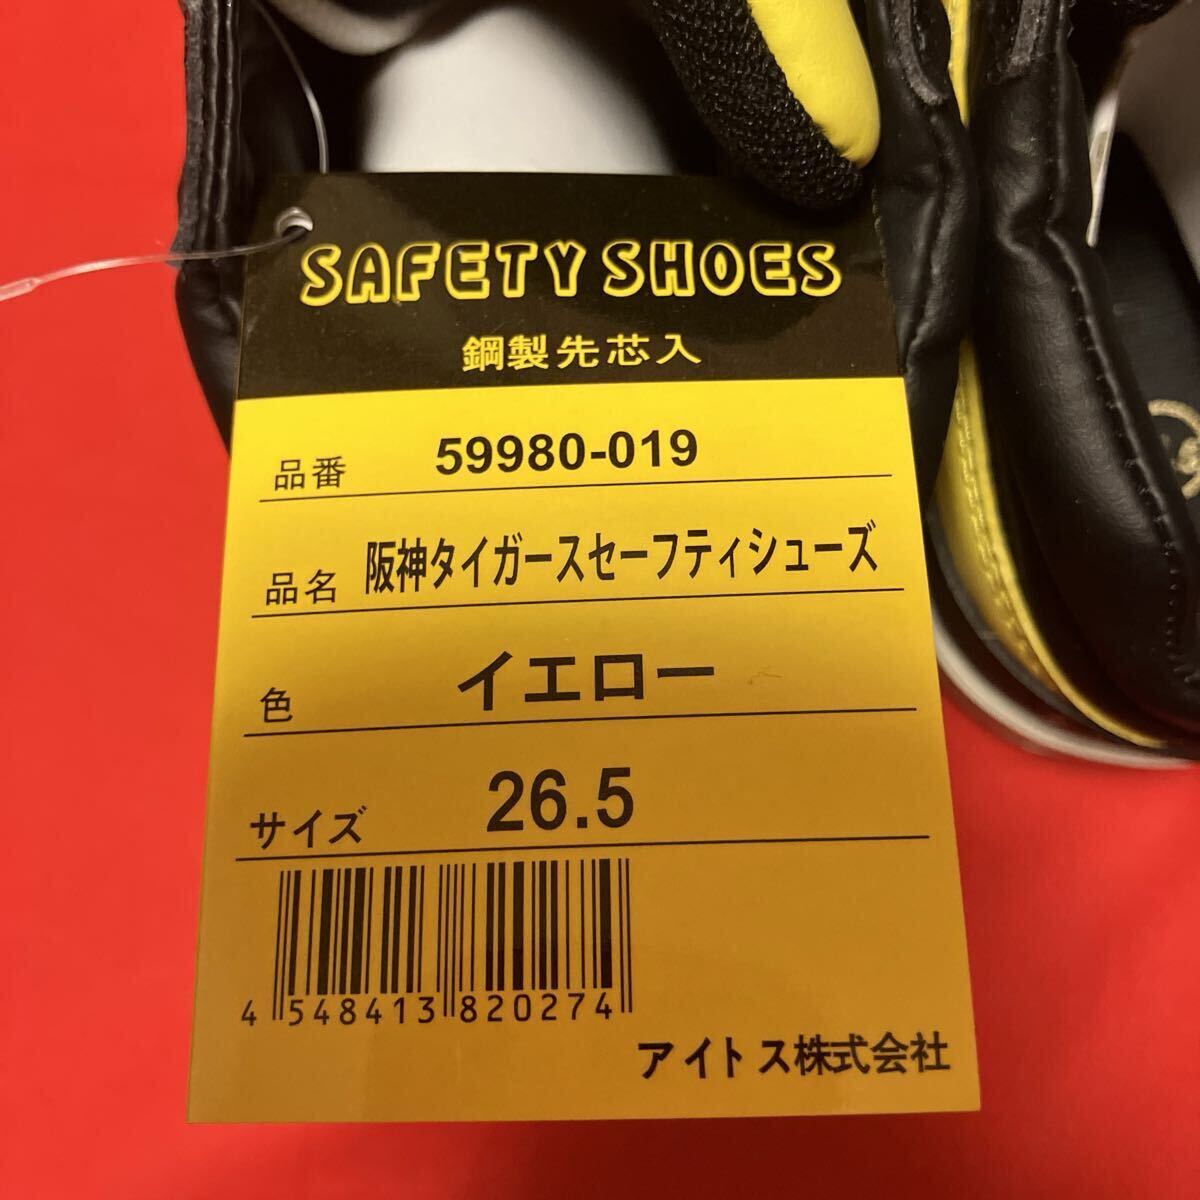 SAFETY SHOES
鋼製先芯入
品番 59980-019
品名 阪神タイガースセーフティシューズ
色 イエロー
サイズ 26.5
4 548413 820274
アイトス株式会社